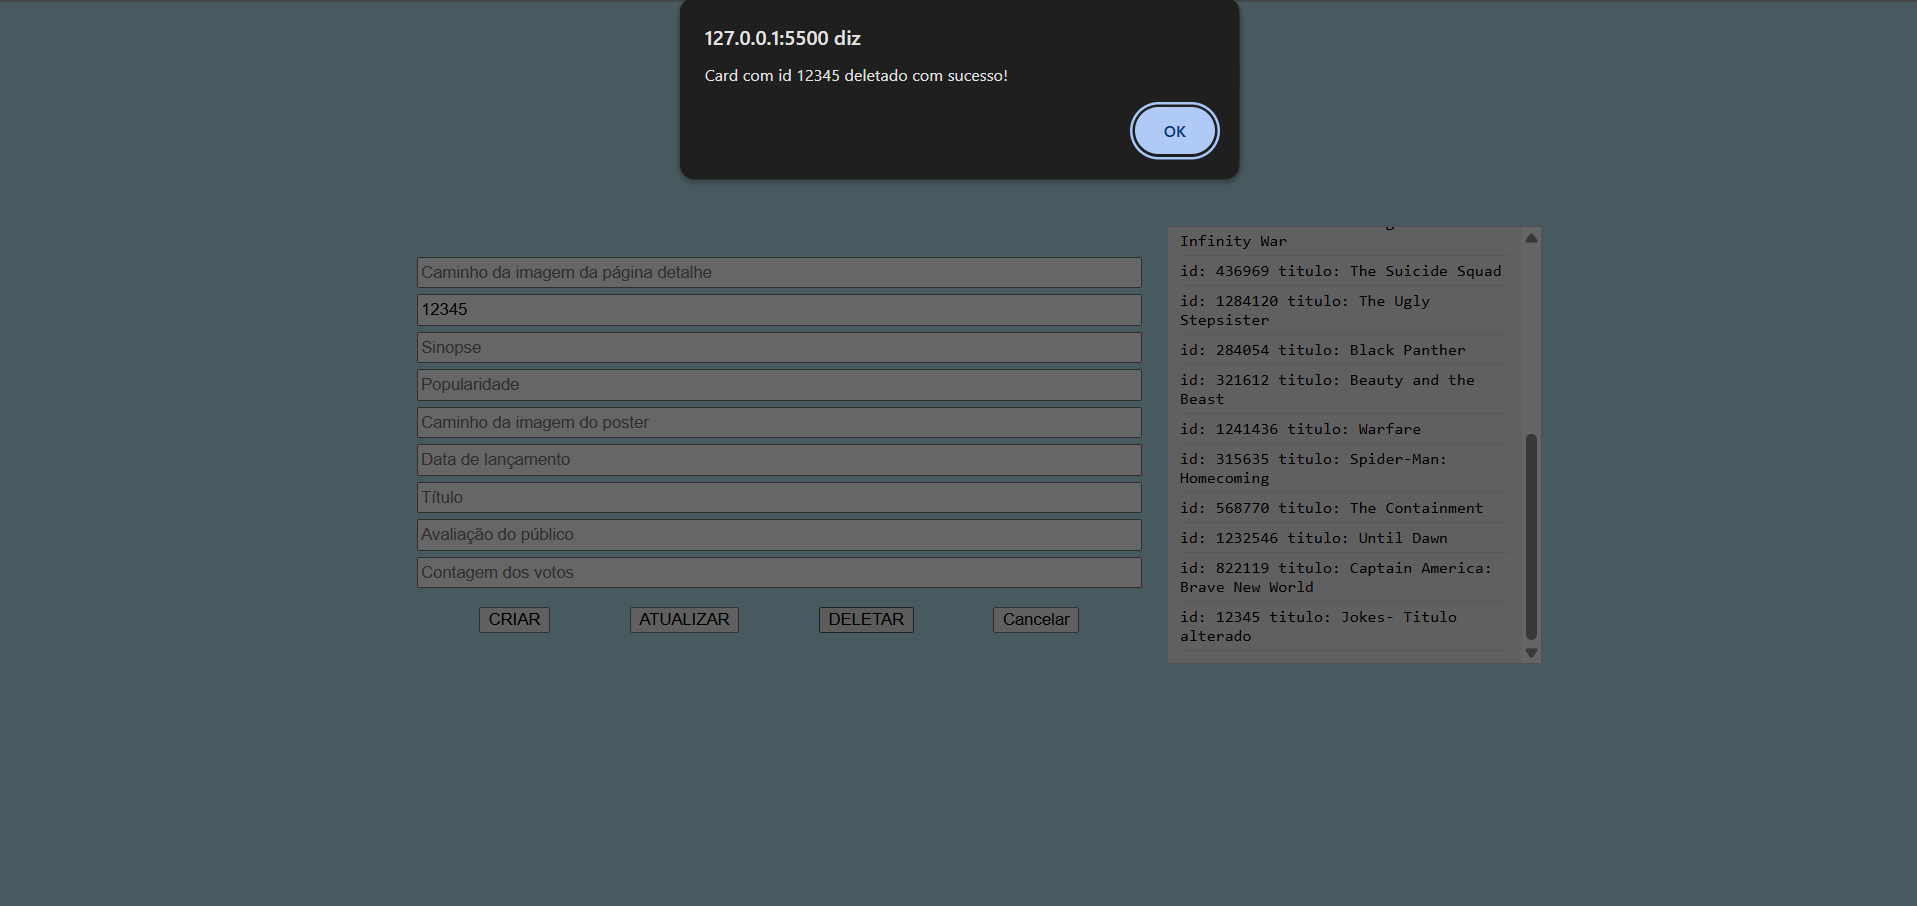 127.0.0.1:5500 diz
Card com id 12345 deletado com sucesso!
OK
Caminho da imagem da página detalhe
12345
Sinopse
Popularidade
Caminho da imagem do poster
Data de lançamento
Título
Avaliação do público
Contagem dos votos
CRIAR ATUALIZAR DELETAR Cancelar
Infinity War
id: 436969 titulo: The Suicide Squad
id: 1284120 titulo: The Ugly
Stepsister
id: 284054 titulo: Black Panther
id: 321612 titulo: Beauty and the
Beast
id: 1241436 titulo: Warfare
id: 315635 titulo: Spider-Man:
Homecoming
id: 568770 titulo: The Containment
id: 1232546 titulo: Until Dawn
id: 822119 titulo: Captain America:
Brave New World
id: 12345 titulo: Jokes- Titulo
alterado